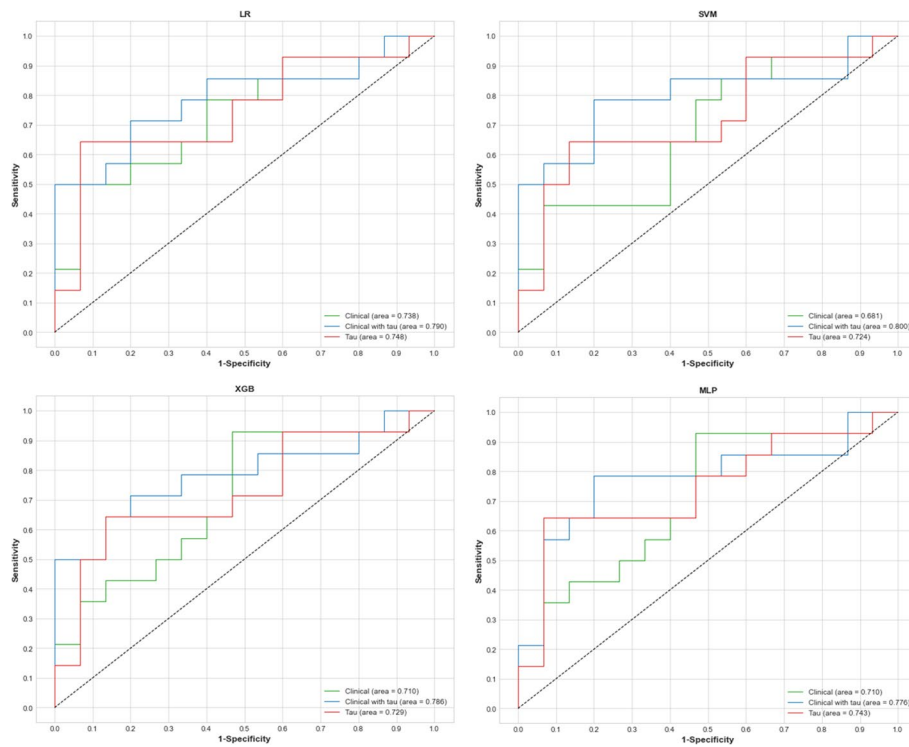 LR
1.0
0.9
0.8
0.7
0.6
0.5
0.4
0.3
0.2
0.1
0.0
Sensitivity
Clinical (area = 0.738)
Clinical with tau (area = 0.790)
Tau (area = 0.748)
0.0 0.1 0.2 0.3 0.4 0.5 0.6 0.7 0.8 0.9 1.0
1-Specificity
SVM
1.0
0.9
0.8
0.7
0.6
0.5
0.4
0.3
0.2
0.1
0.0
Sensitivity
Clinical (area = 0.681)
Clinical with tau (area = 0.800)
Tau (area = 0.724)
0.0 0.1 0.2 0.3 0.4 0.5 0.6 0.7 0.8 0.9 1.0
1-Specificity
XGB
1.0
0.9
0.8
0.7
0.6
0.5
0.4
0.3
0.2
0.1
0.0
Sensitivity
Clinical (area = 0.710)
Clinical with tau (area = 0.786)
Tau (area = 0.729)
0.0 0.1 0.2 0.3 0.4 0.5 0.6 0.7 0.8 0.9 1.0
1-Specificity
MLP
1.0
0.9
0.8
0.7
0.6
0.5
0.4
0.3
0.2
0.1
0.0
Sensitivity
Clinical (area = 0.710)
Clinical with tau (area = 0.776)
Tau (area = 0.743)
0.0 0.1 0.2 0.3 0.4 0.5 0.6 0.7 0.8 0.9 1.0
1-Specificity